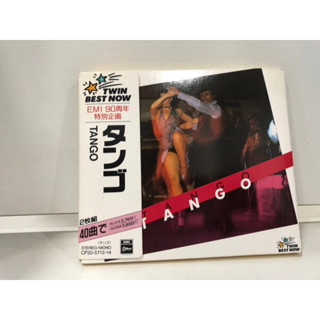 TWIN
BEST NOW
EMI 90周年
特別企画
タンゴ
TANGO
2枚組
40曲で
STEREO/MONO
CP20-5713・14
TANGO
TWIN
BEST NOW